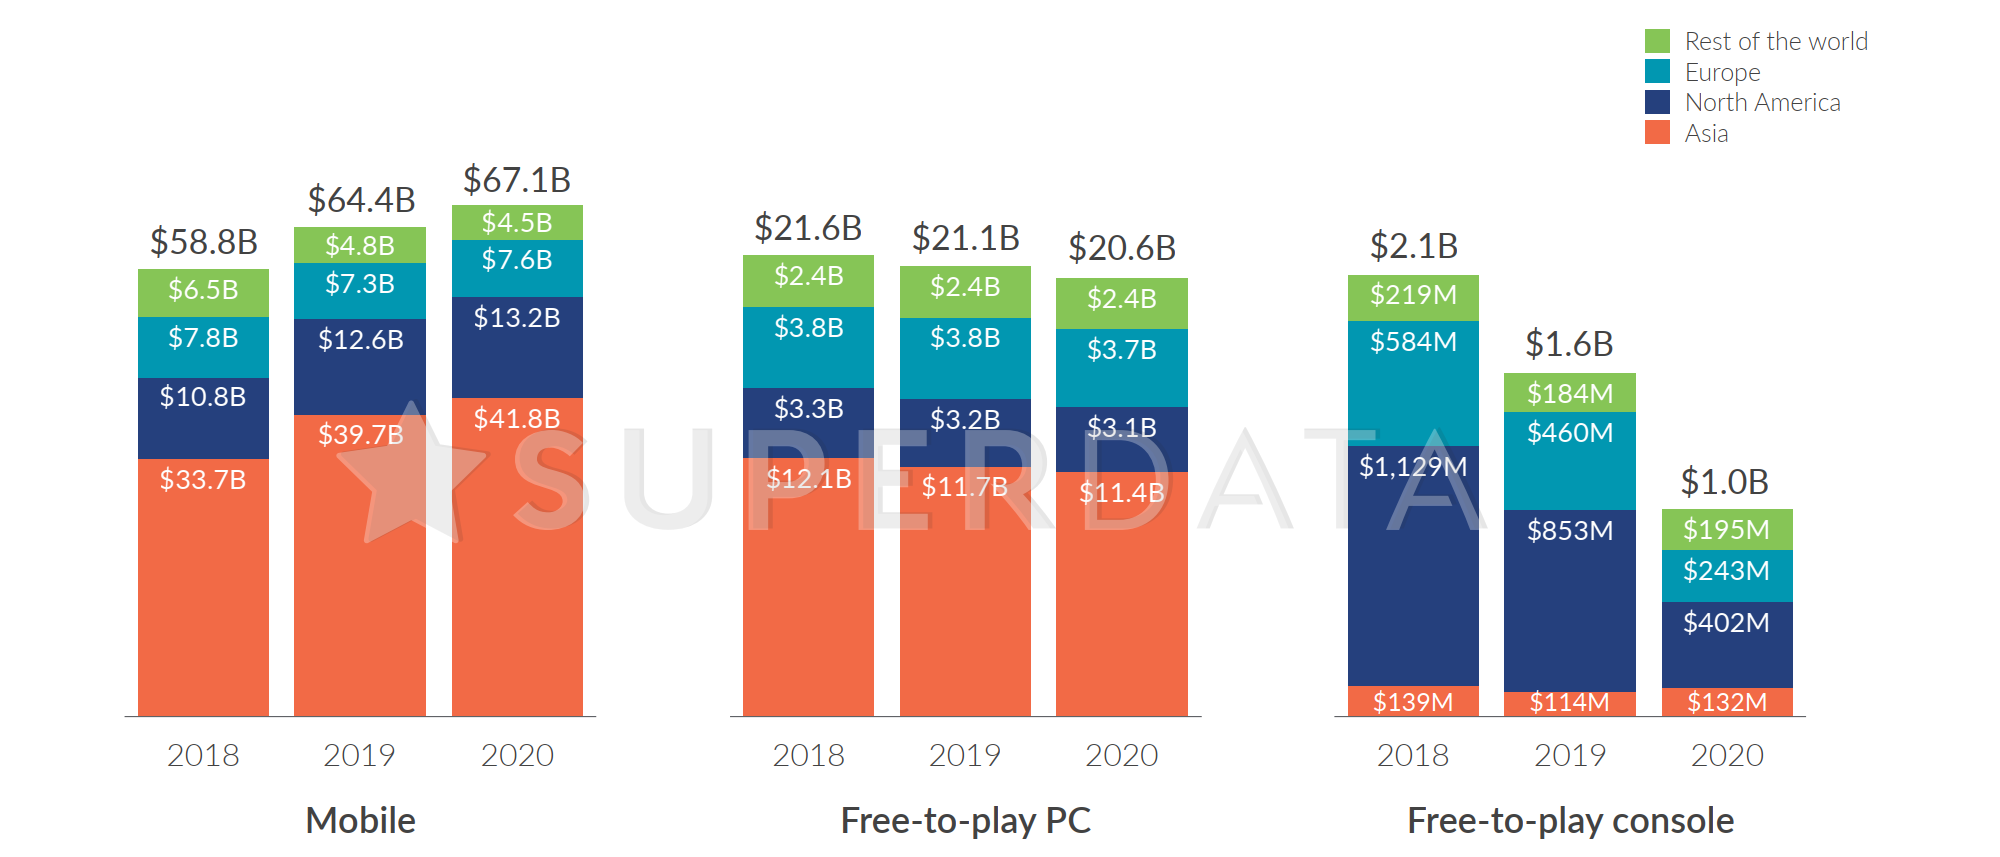 Rest of the world
Europe
North America
Asia
$58.8B
$6.5B
$7.8B
$10.8B
$33.7B
2018
$64.4B
$4.8B
$7.3B
$12.6B
$39.7B
2019
$67.1B
$4.5B
$7.6B
$13.2B
$41.8B
2020
Mobile
$21.6B
$2.4B
$3.8B
$3.3B
$12.1B
2018
$21.1B
$2.4B
$3.8B
$3.2B
$11.7B
2019
$20.6B
$2.4B
$3.7B
$3.1B
$11.4B
2020
Free-to-play PC
$2.1B
$219M
$584M
$1,129M
$139M
2018
$1.6B
$184M
$460M
$853M
$114M
2019
$1.0B
$195M
$243M
$402M
$132M
2020
Free-to-play console
SUPERDATA